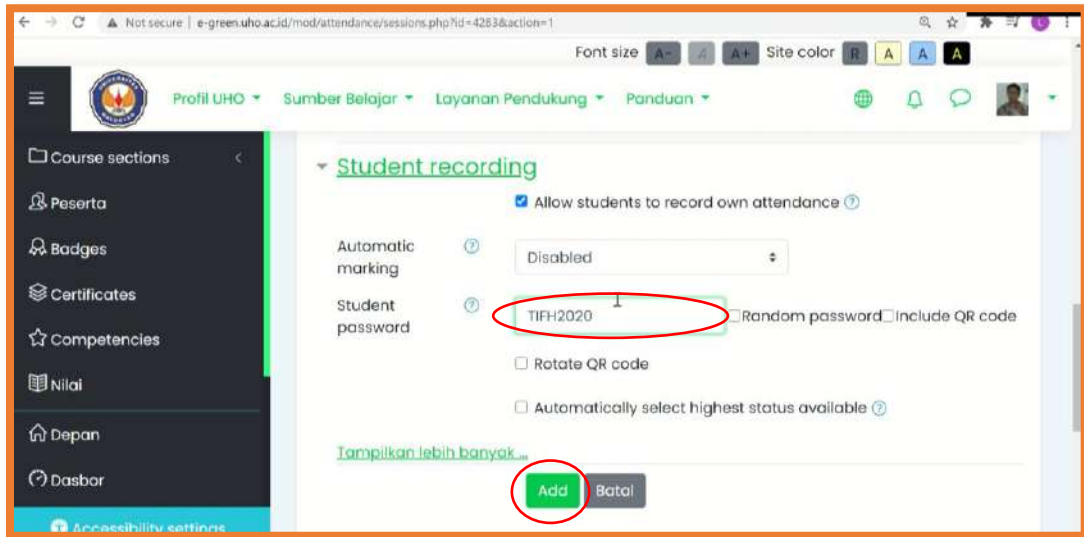 Not secure | e-green.uho.ac.id/mod/attendance/sessions.php?id=4283&action=1
Font size A- A A+ Site color R A A A
Profil UHO Sumber Belajar Layanan Pendukung Panduan
Course sections
Peserta
Badges
Certificates
Competencies
Nilai
Depan
Dasbor
Accessibility settings
Student recording
Allow students to record own attendance
Automatic marking
Disabled
Student password
TIFH2020
Random password Include QR code
Rotate QR code
Automatically select highest status available
Tampilkan lebih banyak ...
Add Batal